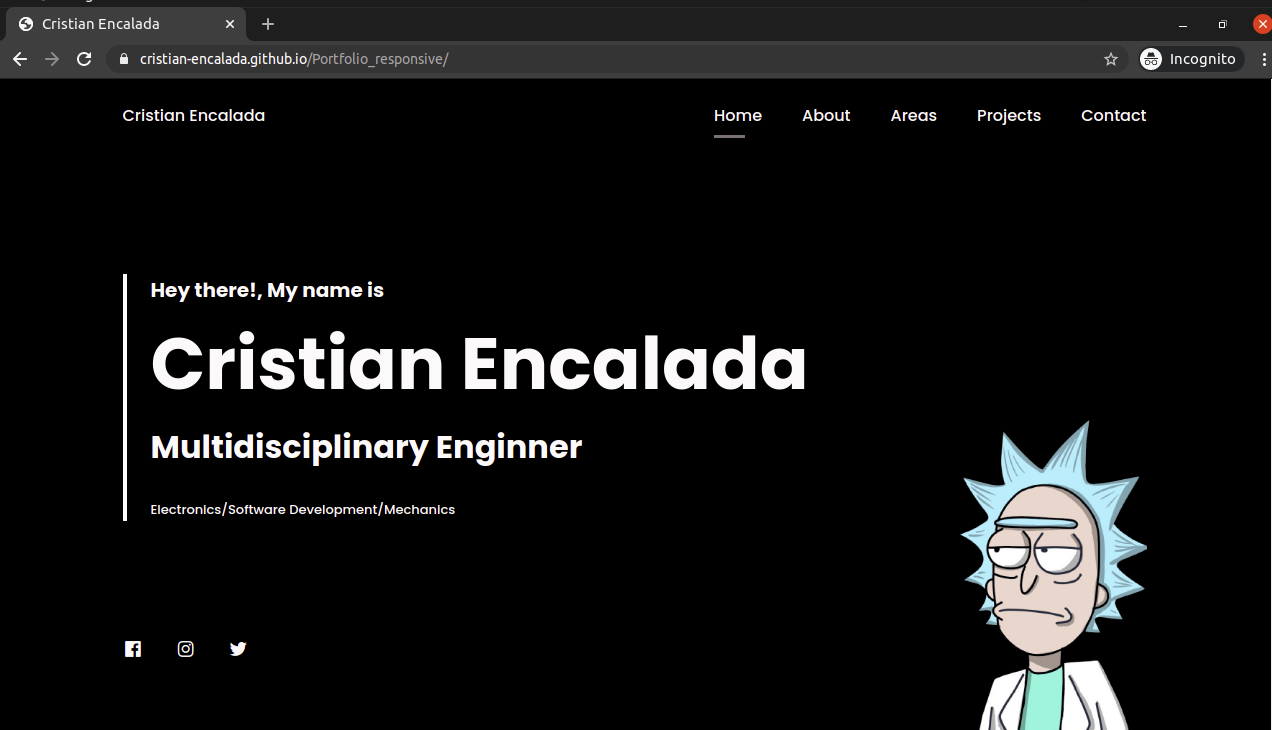 Cristian Encalada
cristian-encalada.github.io/Portfolio_responsive/
Incognito
Cristian Encalada
Home About Areas Projects Contact
Hey there!, My name is
Cristian Encalada
Multidisciplinary Enginner
Electronics/Software Development/Mechanics